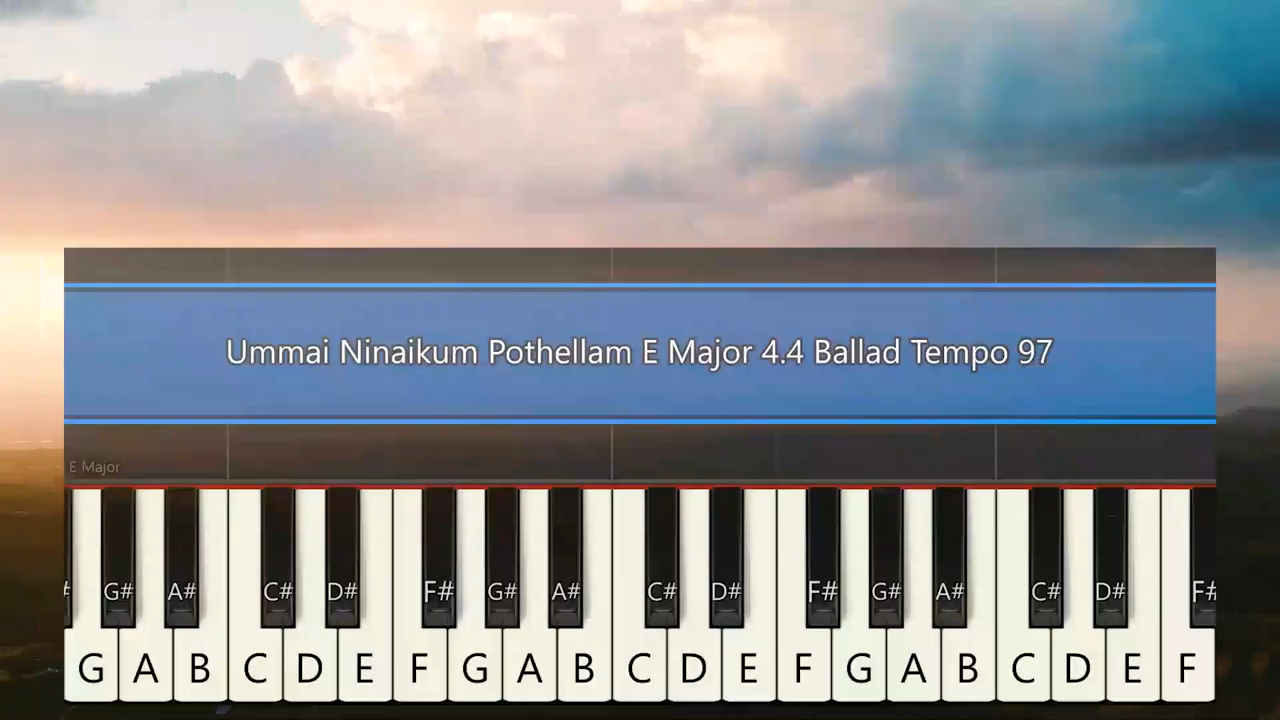 Ummai Ninaikum Pothellam E Major 4.4 Ballad Tempo 97
E Major
# G# A# C# D# F# G# A# C# D# F# G# A# C# D# F#
G A B C D E F G A B C D E F G A B C D E F